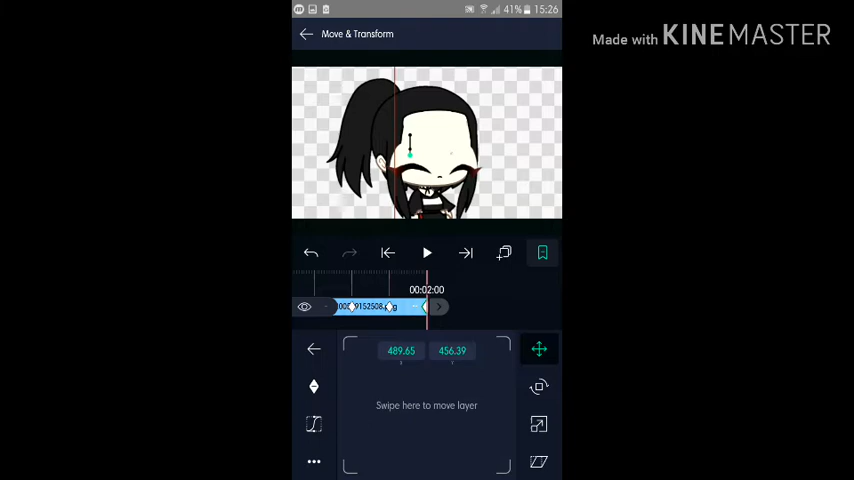 41% 15:26
Move & Transform
Made with KINEMASTER
00:02:00
9152508.
489.65 456.39
X Y
Swipe here to move layer